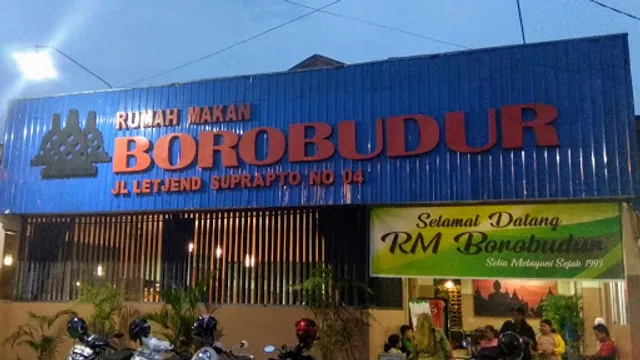 RUMAH MAKAN
BOROBUDUR
JL LETJEND SUPRAPTO NO 04
Selamat Datang
RM Borobudur
Setia Melayani Sejak 1993